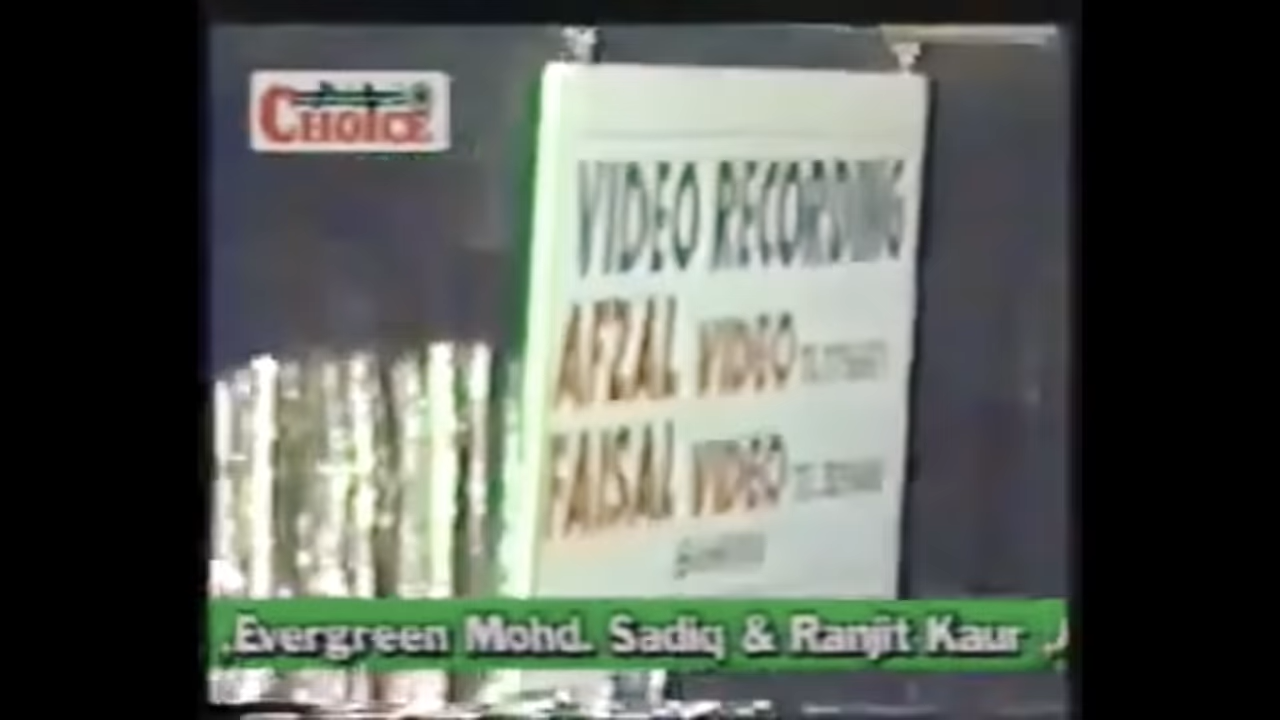 CHOICE
VIDEO RECORDING
AFZAL VIDEO
FAISAL VIDEO
Evergreen Mohd. Sadiq & Ranjit Kaur